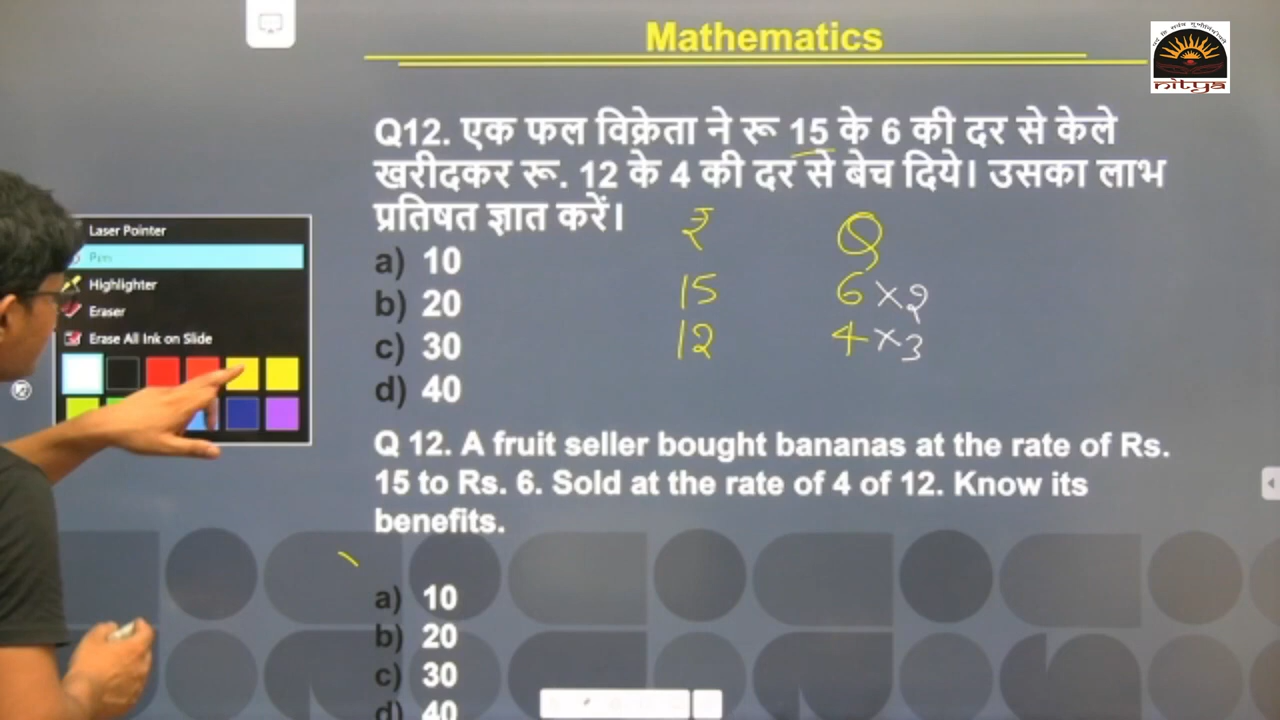 Mathematics
nitya
Q12. एक फल विक्रेता ने रू 15 के 6 की दर से केले
खरीदकर रू. 12 के 4 की दर से बेच दिये। उसका लाभ
प्रतिषत ज्ञात करें।
a) 10
b) 20
c) 30
d) 40
₹ Q
15 6 ×2
12 4 ×3
Laser Pointer
Pen
Highlighter
Eraser
Erase All Ink on Slide
Q 12. A fruit seller bought bananas at the rate of Rs.
15 to Rs. 6. Sold at the rate of 4 of 12. Know its
benefits.
a) 10
b) 20
c) 30
d) 40